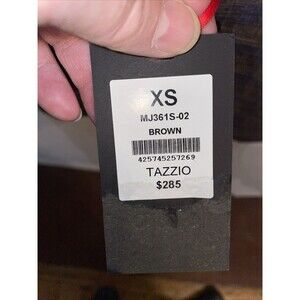 XS
MJ361S-02
BROWN
425745257269
TAZZIO
$285